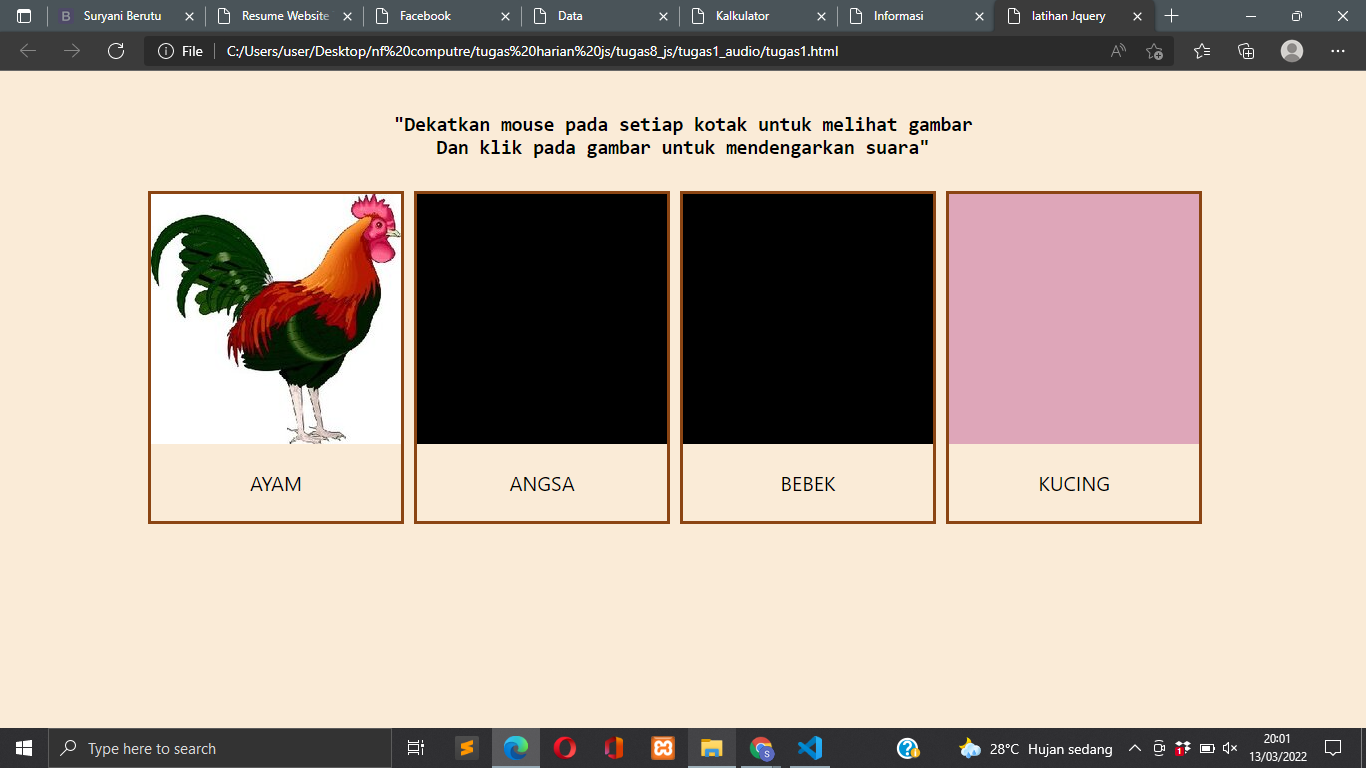 Suryani Berutu
Resume Website
Facebook
Data
Kalkulator
Informasi
latihan Jquery
File
C:/Users/user/Desktop/nf%20computre/tugas%20harian%20js/tugas8_js/tugas1_audio/tugas1.html
"Dekatkan mouse pada setiap kotak untuk melihat gambar
Dan klik pada gambar untuk mendengarkan suara"
AYAM
ANGSA
BEBEK
KUCING
Type here to search
28°C Hujan sedang
20:01
13/03/2022